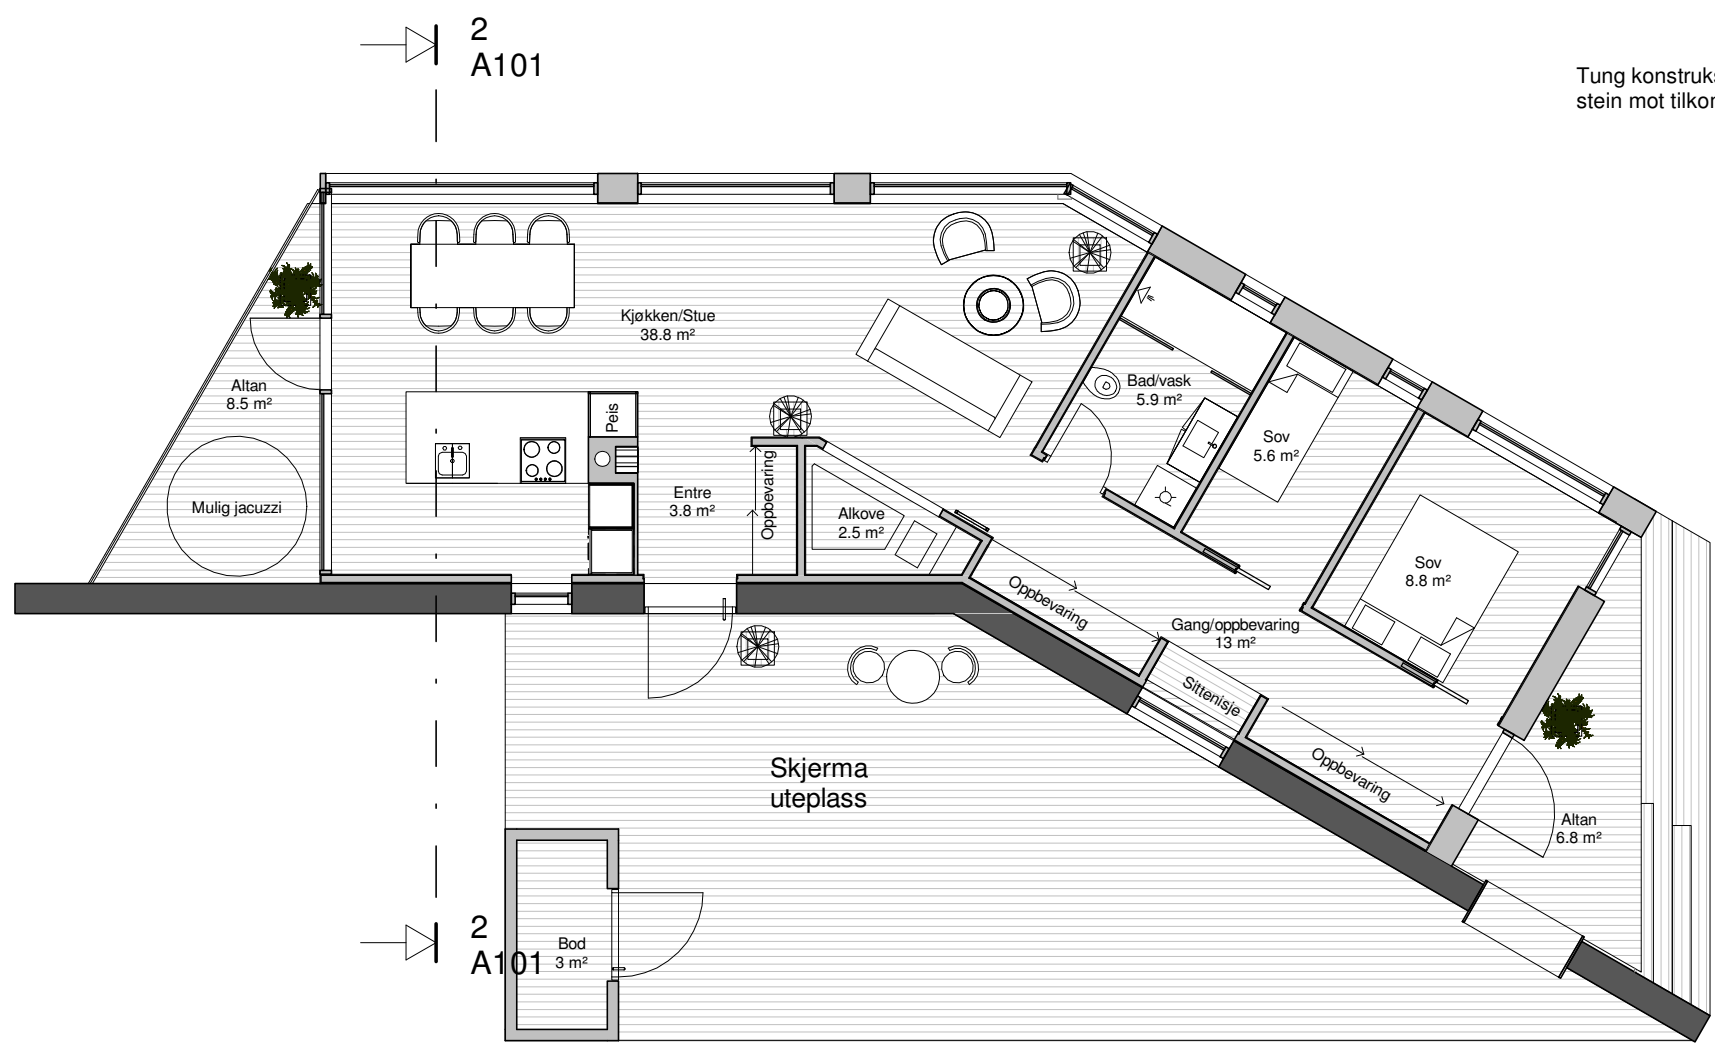 2
A101
Tung konstruks
stein mot tilkor
Kjøkken/Stue
38.8 m²
Altan
8.5 m²
Peis
Bad/vask
5.9 m²
Sov
5.6 m²
Mulig jacuzzi
Entre
3.8 m²
Oppbevaring
Alkove
2.5 m²
Sov
8.8 m²
Oppbevaring
Gang/oppbevaring
13 m²
Sittenisje
Skjerma
uteplass
Oppbevaring
Altan
6.8 m²
2
A101
Bod
3 m²